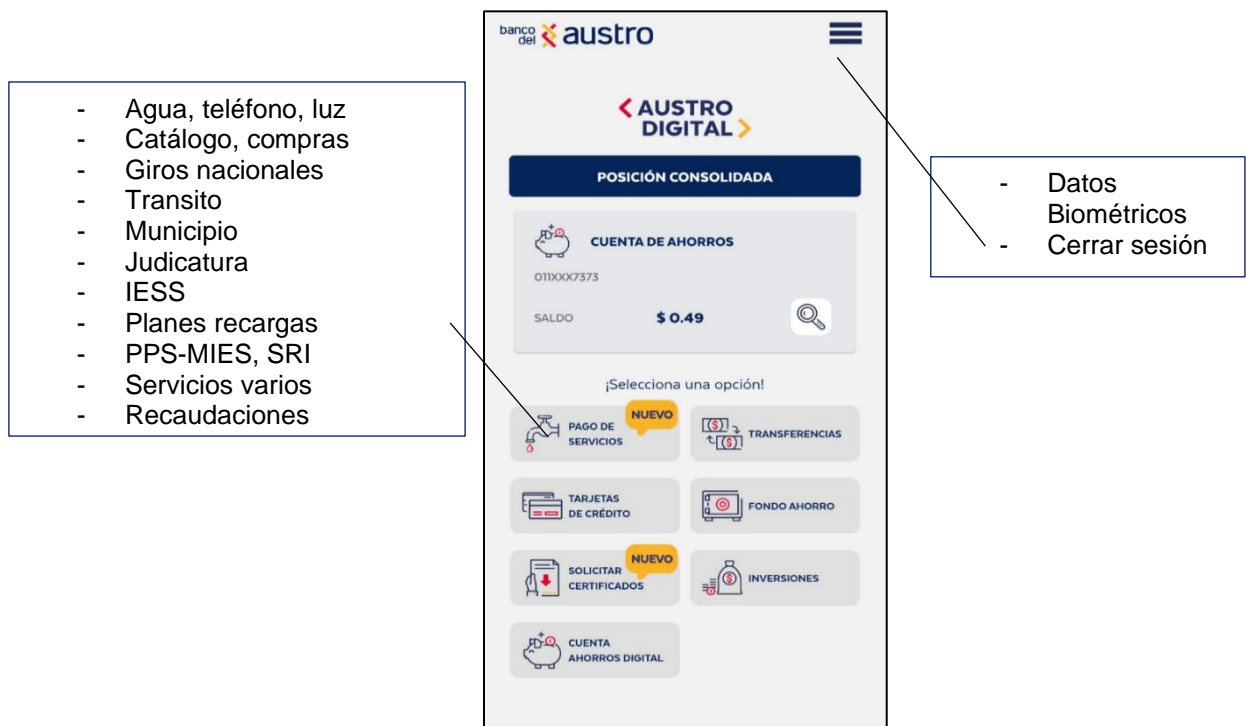 - Agua, teléfono, luz
- Catálogo, compras
- Giros nacionales
- Transito
- Municipio
- Judicatura
- IESS
- Planes recargas
- PPS-MIES, SRI
- Servicios varios
- Recaudaciones
banco del austro
AUSTRO
DIGITAL
POSICIÓN CONSOLIDADA
CUENTA DE AHORROS
011XXX7373
SALDO $ 0.49
¡Selecciona una opción!
PAGO DE
SERVICIOS
NUEVO
TRANSFERENCIAS
TARJETAS
DE CRÉDITO
FONDO AHORRO
SOLICITAR
CERTIFICADOS
NUEVO
INVERSIONES
CUENTA
AHORROS DIGITAL
- Datos
Biométricos
- Cerrar sesión